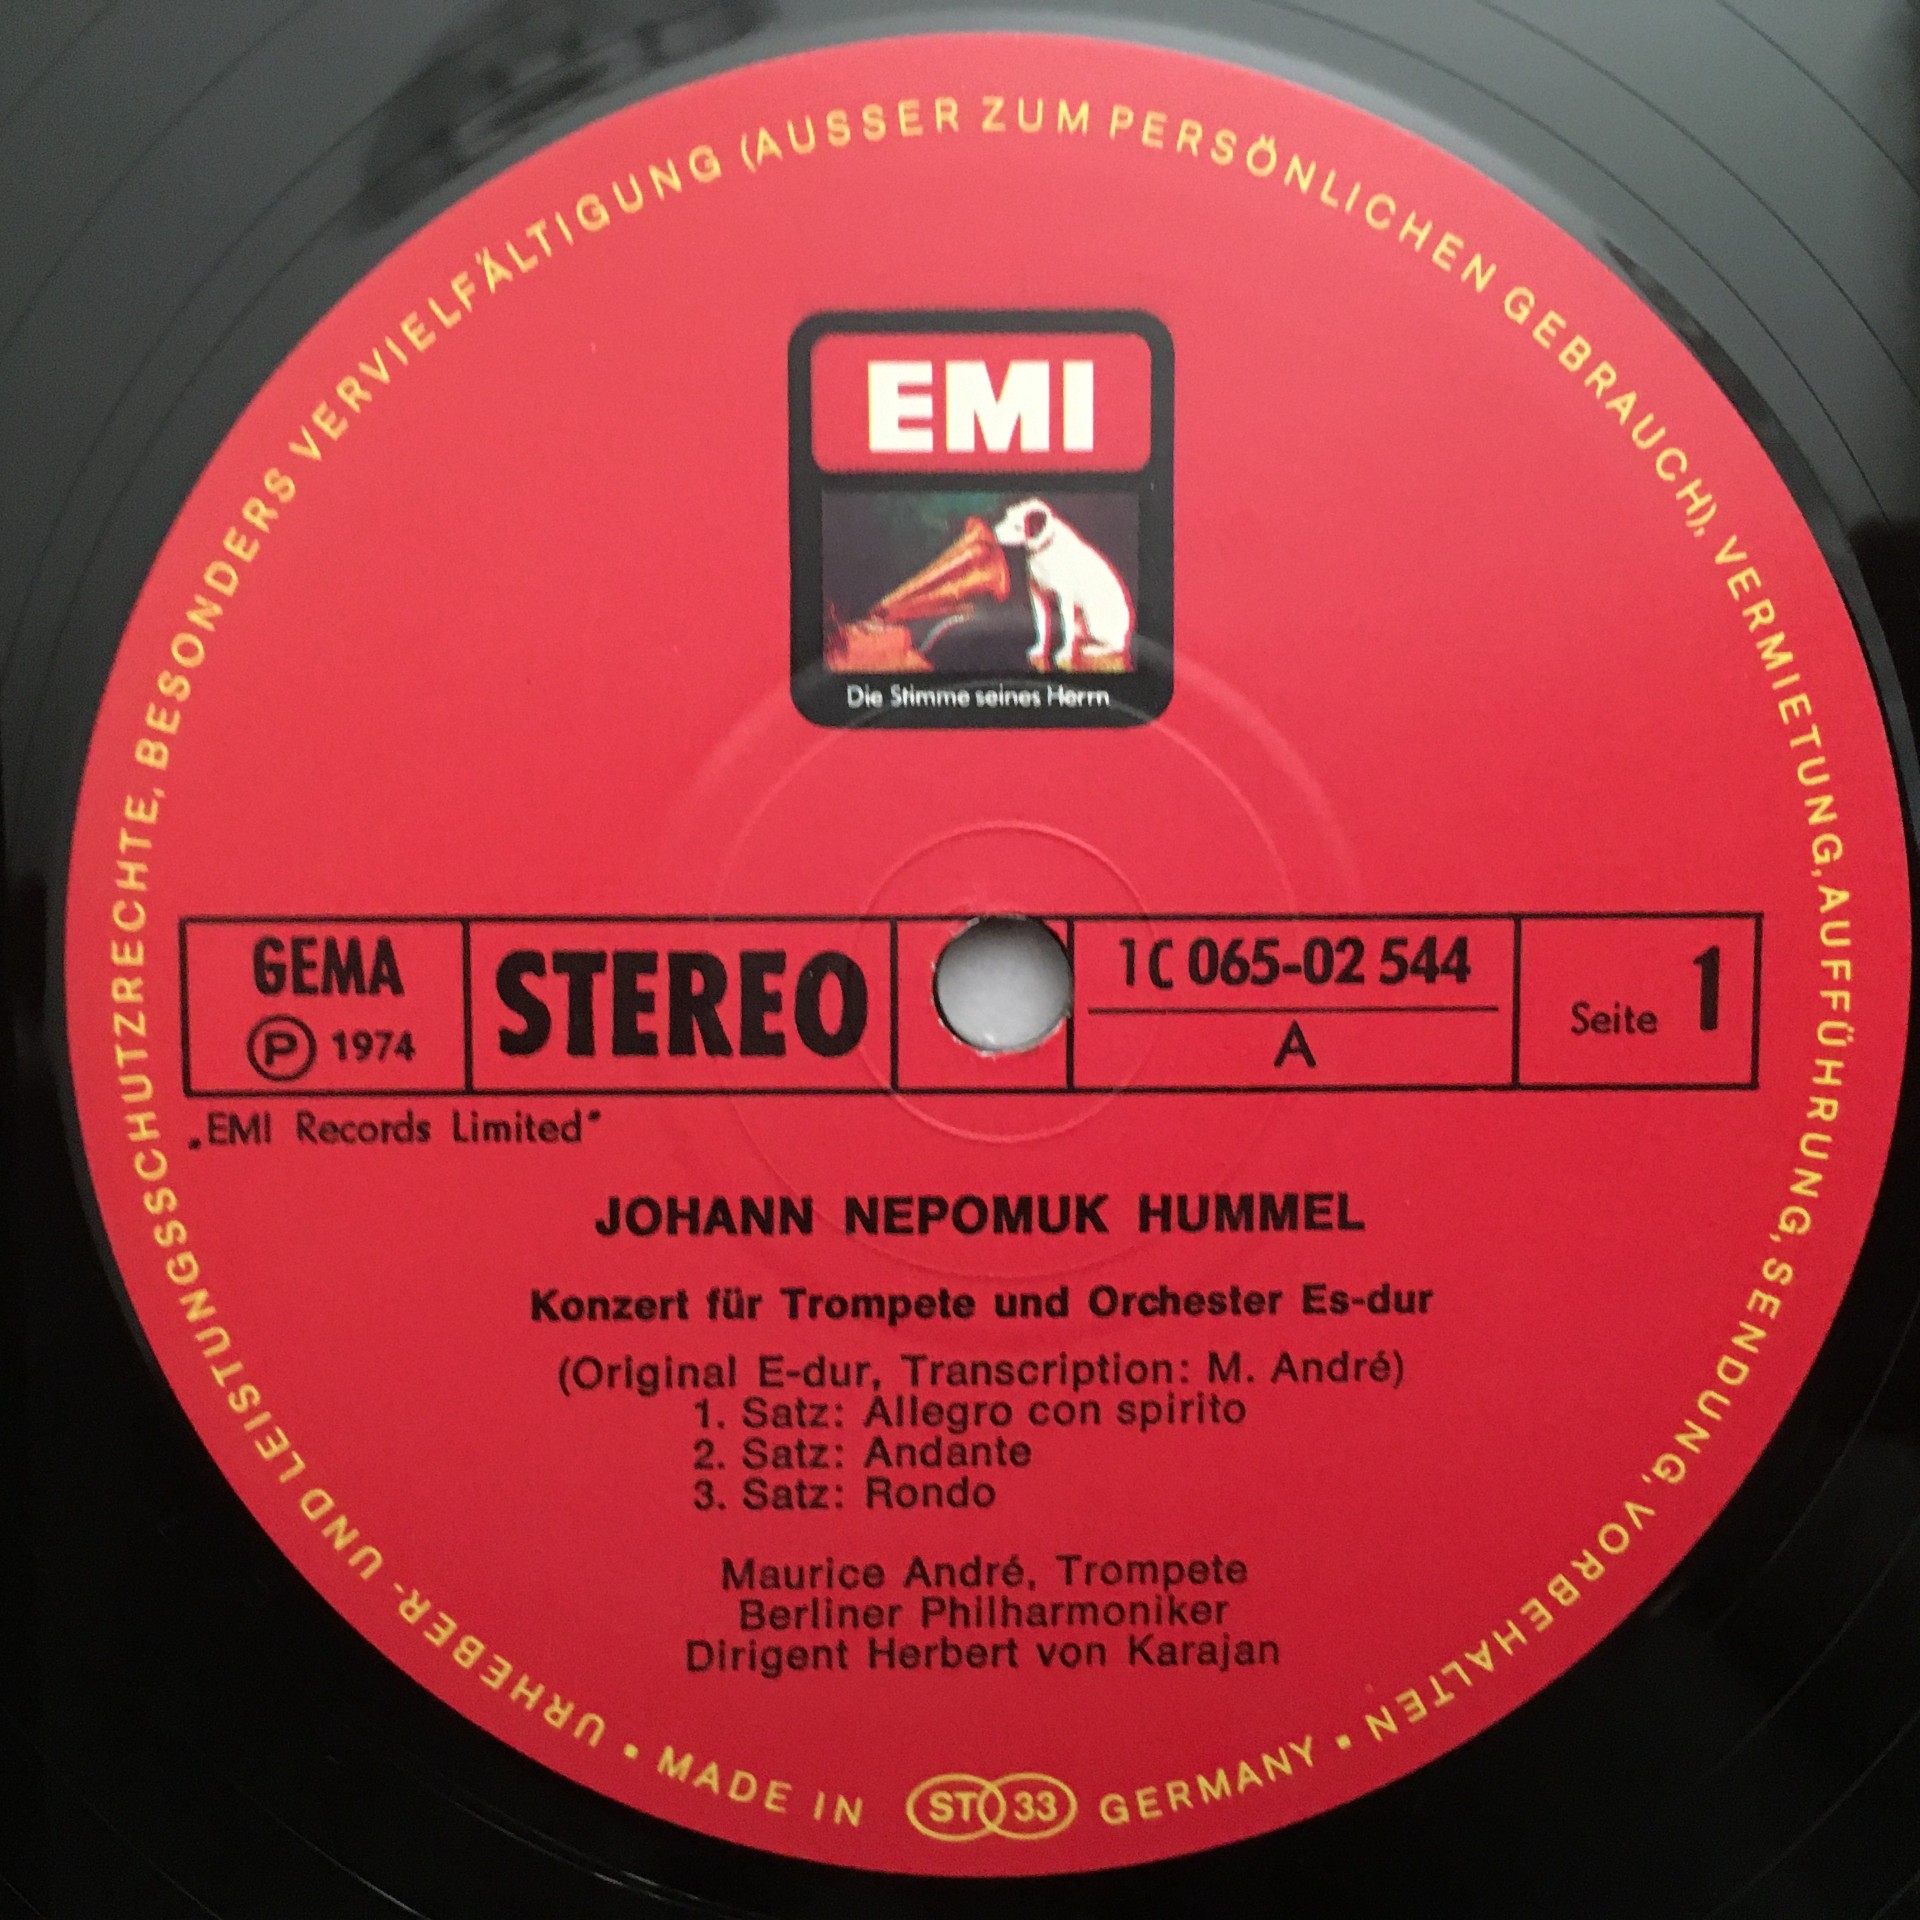 URHEBER- UND LEISTUNGSSCHUTZRECHTE, BESONDERS VERVIELFÄLTIGUNG (AUSSER ZUM PERSÖNLICHEN GEBRAUCH), VERMIETUNG, AUFFÜHRUNG, SENDUNG, VORBEHALTEN •
EMI
Die Stimme seines Herrn
GEMA
Ⓟ 1974
STEREO
1C 065-02 544
A
Seite 1
„EMI Records Limited“
JOHANN NEPOMUK HUMMEL
Konzert für Trompete und Orchester Es-dur
(Original E-dur, Transcription: M. André)
1. Satz: Allegro con spirito
2. Satz: Andante
3. Satz: Rondo
Maurice André, Trompete
Berliner Philharmoniker
Dirigent Herbert von Karajan
• MADE IN ST 33 GERMANY